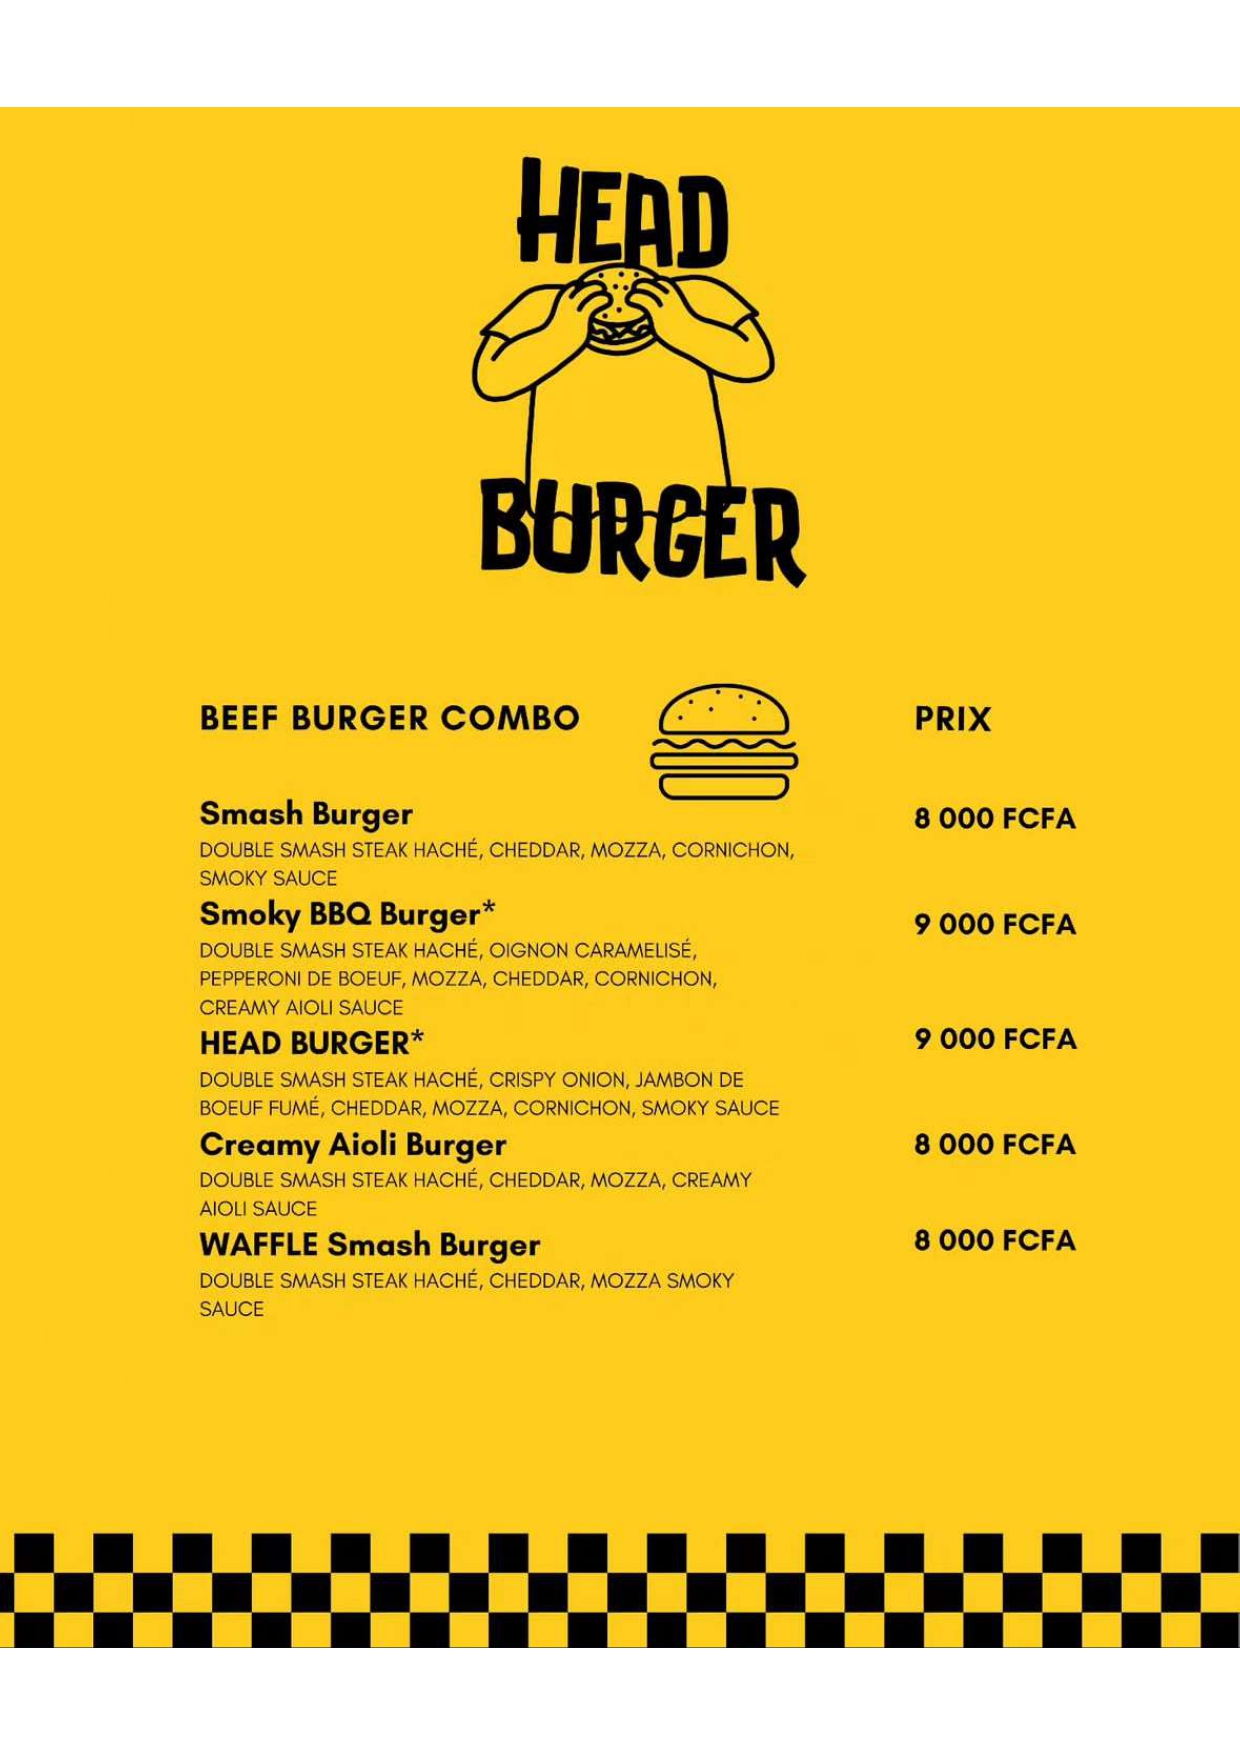 HEAD
BURGER
BEEF BURGER COMBO
PRIX
Smash Burger
8 000 FCFA
DOUBLE SMASH STEAK HACHÉ, CHEDDAR, MOZZA, CORNICHON,
SMOKY SAUCE
Smoky BBQ Burger*
9 000 FCFA
DOUBLE SMASH STEAK HACHÉ, OIGNON CARAMELISÉ,
PEPPERONI DE BOEUF, MOZZA, CHEDDAR, CORNICHON,
CREAMY AIOLI SAUCE
HEAD BURGER*
9 000 FCFA
DOUBLE SMASH STEAK HACHÉ, CRISPY ONION, JAMBON DE
BOEUF FUMÉ, CHEDDAR, MOZZA, CORNICHON, SMOKY SAUCE
Creamy Aioli Burger
8 000 FCFA
DOUBLE SMASH STEAK HACHÉ, CHEDDAR, MOZZA, CREAMY
AIOLI SAUCE
WAFFLE Smash Burger
8 000 FCFA
DOUBLE SMASH STEAK HACHÉ, CHEDDAR, MOZZA SMOKY
SAUCE